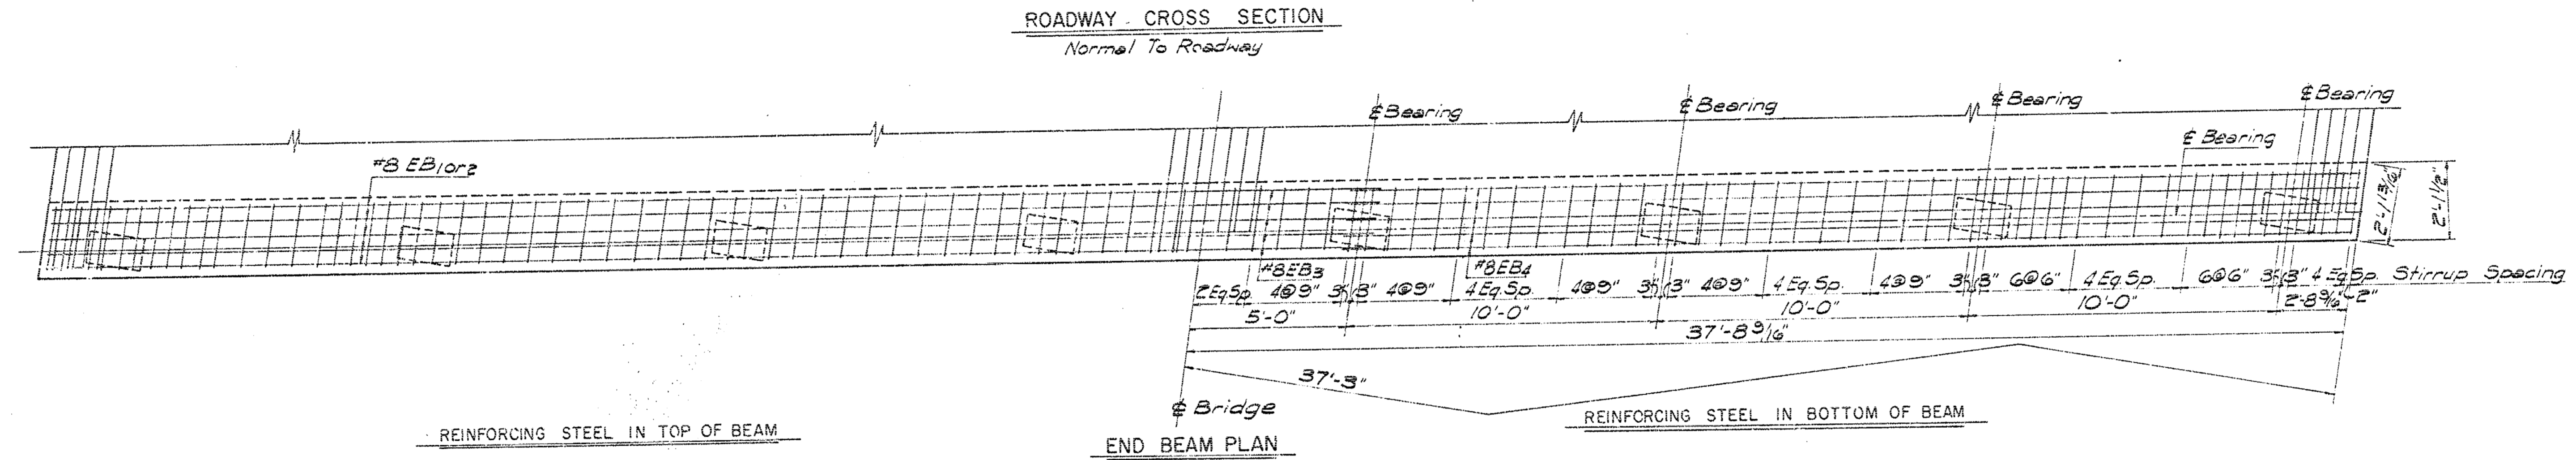 ROADWAY CROSS SECTION
Normal To Roadway
℄ Bearing
℄ Bearing
℄ Bearing
℄ Bearing
℄ Bearing
#8 EB1or2
2'-1 13/16"
2'-1 1/2"
#8EB3
#8EB4
2 Eq. Sp. 4@9" 3" 3" 4@9" 4 Eq. Sp. 4@9" 3" 3" 4@9" 4 Eq. Sp. 4@9" 3" 3" 6@6" 4 Eq. Sp. 6@6" 3" 3" 4 Eq. Sp. Stirrup Spacing
5'-0" 10'-0" 10'-0" 10'-0" 2'-8 9/16" 2"
37'-8 9/16"
37'-3"
℄ Bridge
REINFORCING STEEL IN TOP OF BEAM
REINFORCING STEEL IN BOTTOM OF BEAM
END BEAM PLAN